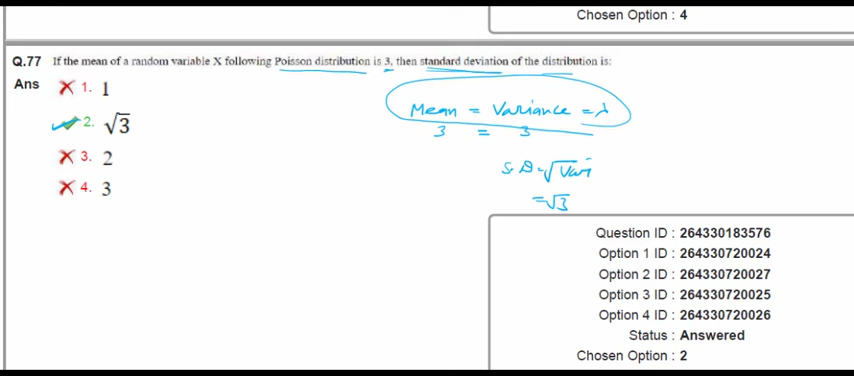 Chosen Option : 4
Q.77 If the mean of a random variable X following Poisson distribution is 3, then standard deviation of the distribution is:
Ans 1. 1
2. √3
3. 2
4. 3
Mean = Variance = λ
3 = 3
S.D = √Vari
= √3
Question ID : 264330183576
Option 1 ID : 264330720024
Option 2 ID : 264330720027
Option 3 ID : 264330720025
Option 4 ID : 264330720026
Status : Answered
Chosen Option : 2